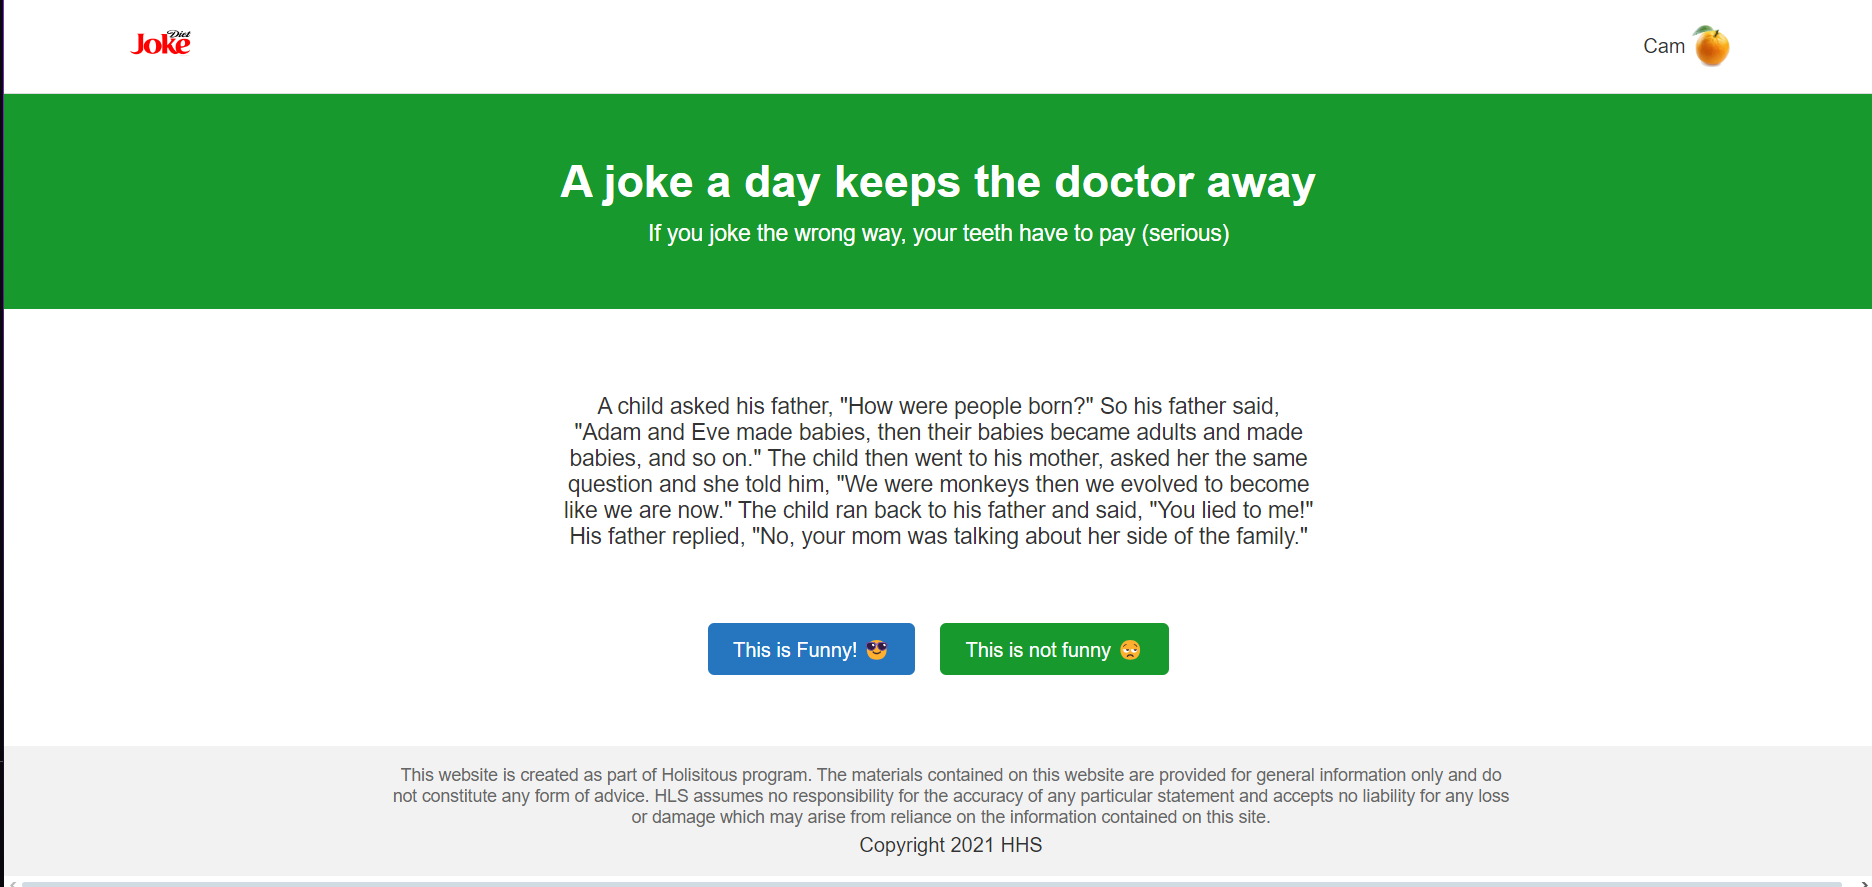 Diet
Joke
Cam
A joke a day keeps the doctor away
If you joke the wrong way, your teeth have to pay (serious)
A child asked his father, "How were people born?" So his father said,
"Adam and Eve made babies, then their babies became adults and made
babies, and so on." The child then went to his mother, asked her the same
question and she told him, "We were monkeys then we evolved to become
like we are now." The child ran back to his father and said, "You lied to me!"
His father replied, "No, your mom was talking about her side of the family."
This is Funny! 😎
This is not funny 😒
This website is created as part of Holisitous program. The materials contained on this website are provided for general information only and do
not constitute any form of advice. HLS assumes no responsibility for the accuracy of any particular statement and accepts no liability for any loss
or damage which may arise from reliance on the information contained on this site.
Copyright 2021 HHS